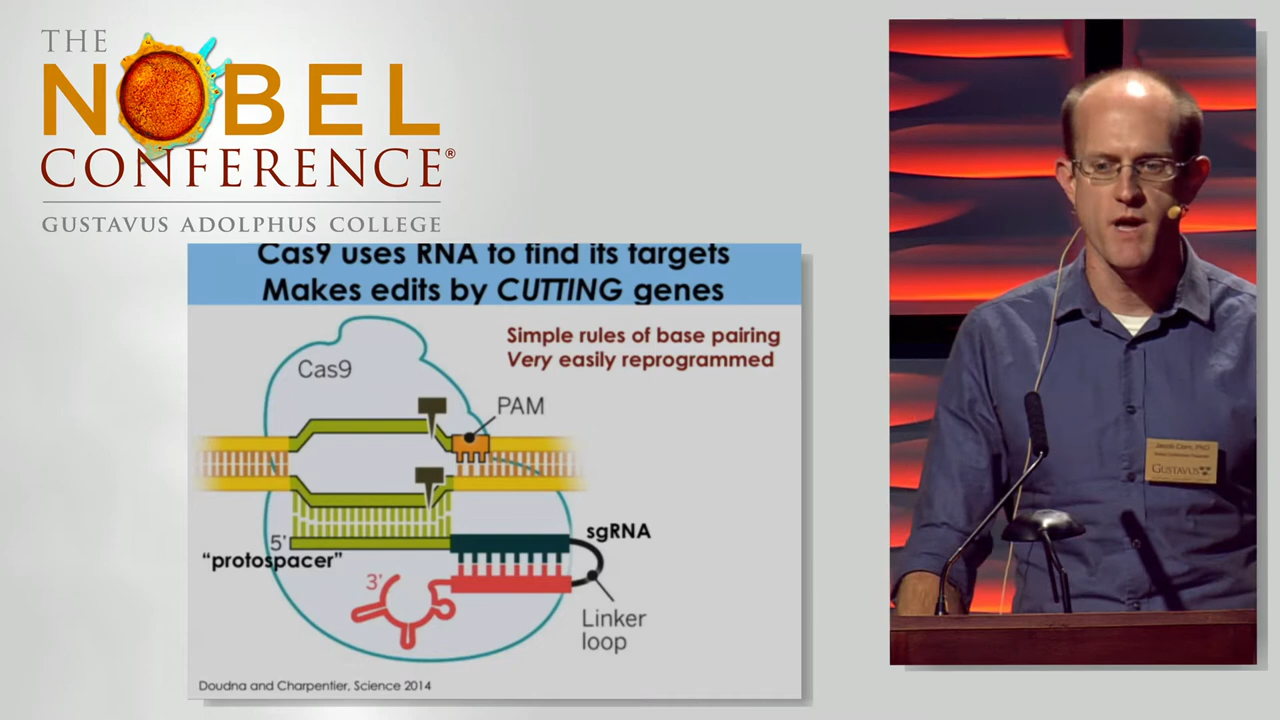 THE
NOBEL
CONFERENCE®
GUSTAVUS ADOLPHUS COLLEGE
Cas9 uses RNA to find its targets
Makes edits by CUTTING genes
Simple rules of base pairing
Very easily reprogrammed
Cas9
PAM
sgRNA
5'
“protospacer”
3'
Linker
loop
Doudna and Charpentier, Science 2014
GUSTAVUS